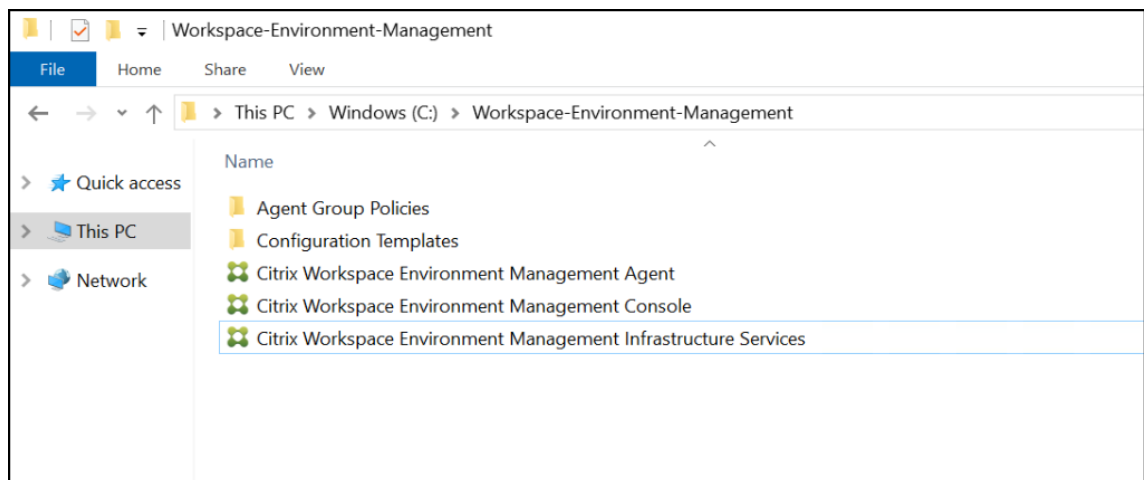 Workspace-Environment-Management
File Home Share View
This PC > Windows (C:) > Workspace-Environment-Management
Name
Quick access
Agent Group Policies
This PC
Configuration Templates
Citrix Workspace Environment Management Agent
Network
Citrix Workspace Environment Management Console
Citrix Workspace Environment Management Infrastructure Services